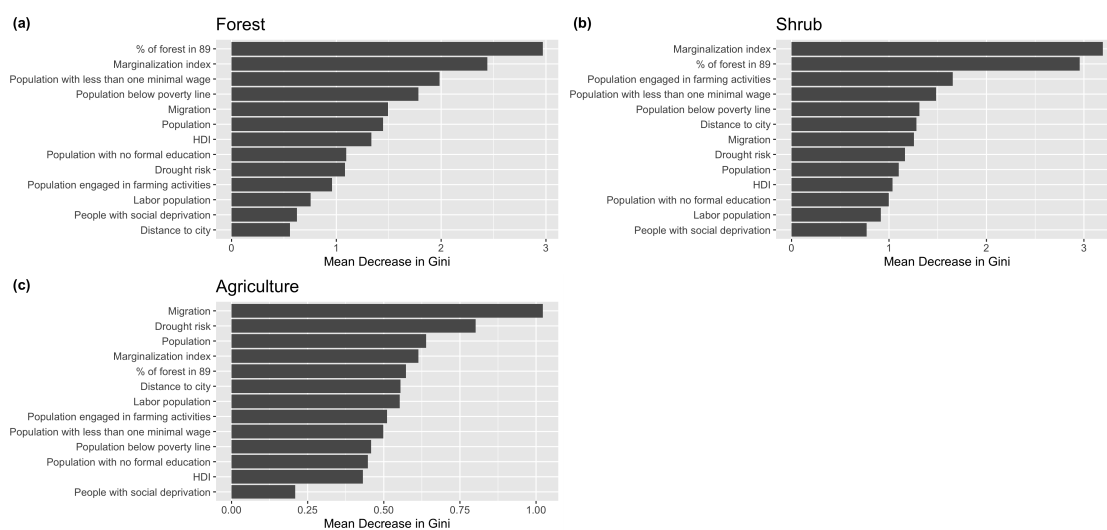 (a)
Forest
% of forest in 89
Marginalization index
Population with less than one minimal wage
Population below poverty line
Migration
Population
HDI
Population with no formal education
Drought risk
Population engaged in farming activities
Labor population
People with social deprivation
Distance to city
0 1 2 3
Mean Decrease in Gini
(b)
Shrub
Marginalization index
% of forest in 89
Population engaged in farming activities
Population with less than one minimal wage
Population below poverty line
Distance to city
Migration
Drought risk
Population
HDI
Population with no formal education
Labor population
People with social deprivation
0 1 2 3
Mean Decrease in Gini
(c)
Agriculture
Migration
Drought risk
Population
Marginalization index
% of forest in 89
Distance to city
Labor population
Population engaged in farming activities
Population with less than one minimal wage
Population below poverty line
Population with no formal education
HDI
People with social deprivation
0.00 0.25 0.50 0.75 1.00
Mean Decrease in Gini